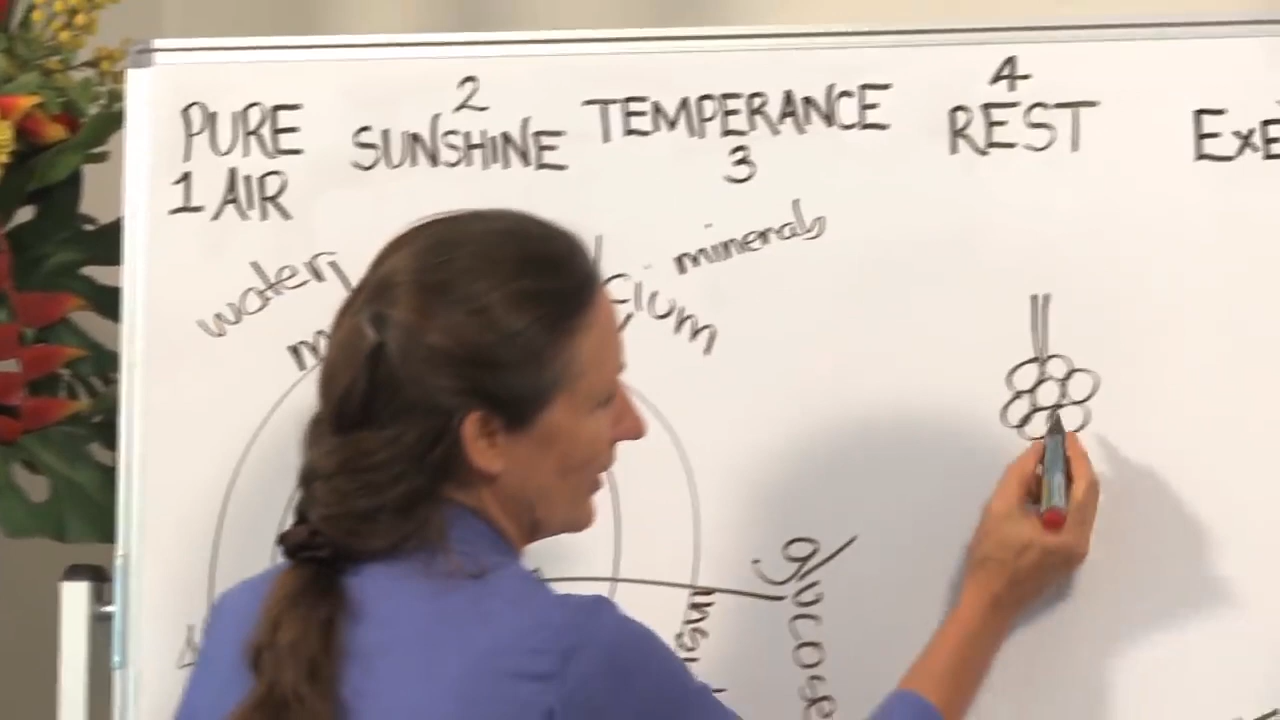 PURE
1 AIR
2
SUNSHINE
TEMPERANCE
3
4
REST
water
minerals
glucose